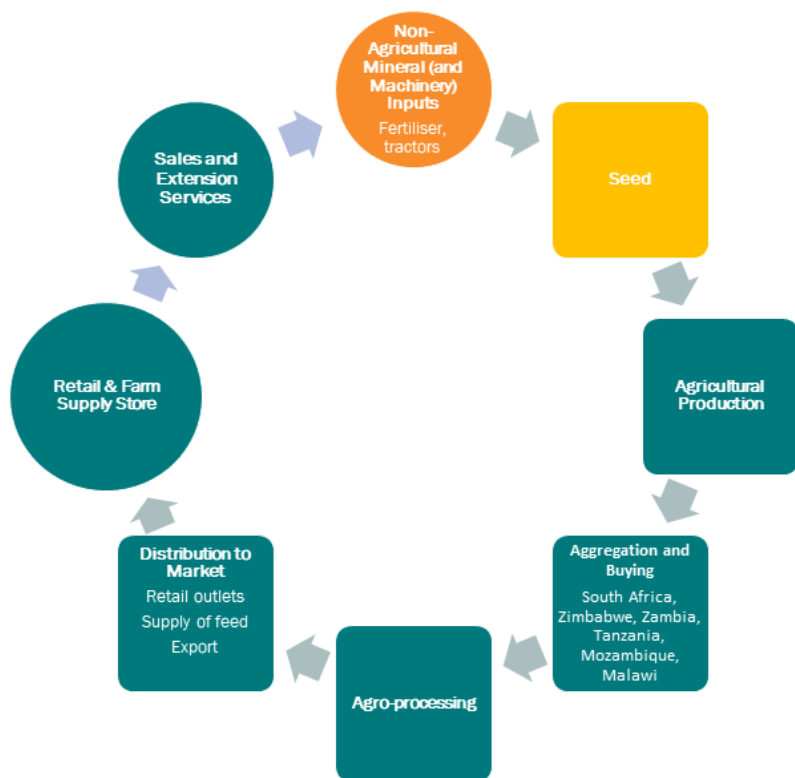 Non-
Agricultural
Mineral (and
Machinery)
Inputs
Fertiliser,
tractors
Seed
Agricultural
Production
Aggregation and
Buying
South Africa,
Zimbabwe, Zambia,
Tanzania,
Mozambique,
Malawi
Agro-processing
Distribution to
Market
Retail outlets
Supply of feed
Export
Retail & Farm
Supply Store
Sales and
Extension
Services